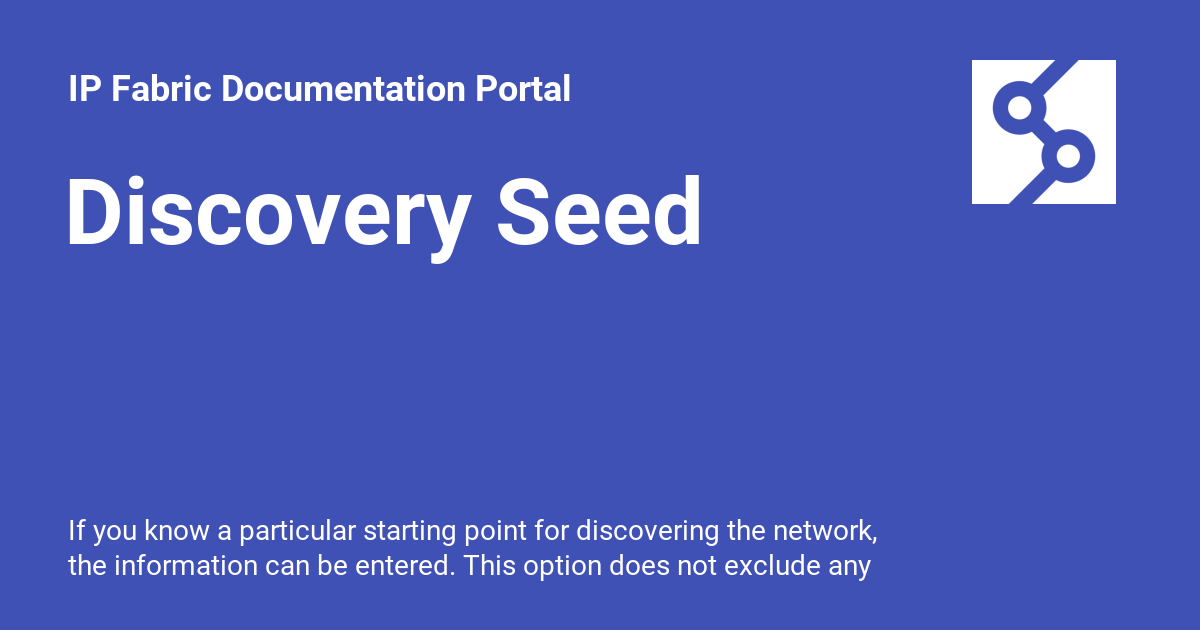 IP Fabric Documentation Portal
Discovery Seed
If you know a particular starting point for discovering the network,
the information can be entered. This option does not exclude any